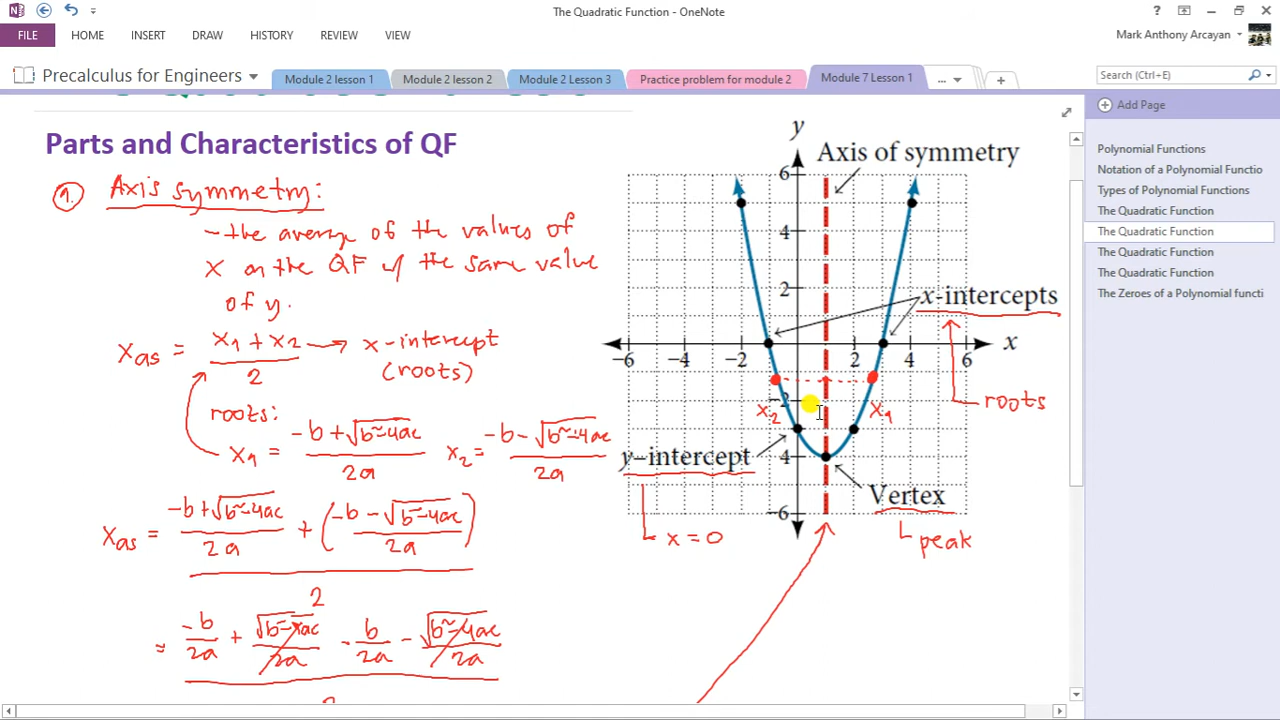 The Quadratic Function - OneNote
?
FILE HOME INSERT DRAW HISTORY REVIEW VIEW
Mark Anthony Arcayan
Precalculus for Engineers
Module 2 lesson 1
Module 2 lesson 2
Module 2 Lesson 3
Practice problem for module 2
Module 7 Lesson 1
...
Search (Ctrl+E)
Add Page
Polynomial Functions
Notation of a Polynomial Functio
Types of Polynomial Functions
The Quadratic Function
The Quadratic Function
The Quadratic Function
The Quadratic Function
The Zeroes of a Polynomial functi
Parts and Characteristics of QF
1. Axis symmetry:
- the average of the values of
x on the QF w/ the same value
of y.
x_as = (x₁ + x₂)/2 → x-intercept
(roots)
roots:
x₁ = (-b + √(b²-4ac))/2a x₂ = (-b - √(b²-4ac))/2a
x_as = ((-b + √(b²-4ac))/2a + ((-b - √(b²-4ac))/2a))/2
= (-b/2a + √(b²-4ac)/2a - b/2a - √(b²-4ac)/2a)/2
y
Axis of symmetry
6
4
2
x-intercepts
-6 -4 -2 2 4 6 x
-2
x₂ x₁
roots
y-intercept
4
Vertex
-6
x = 0
peak